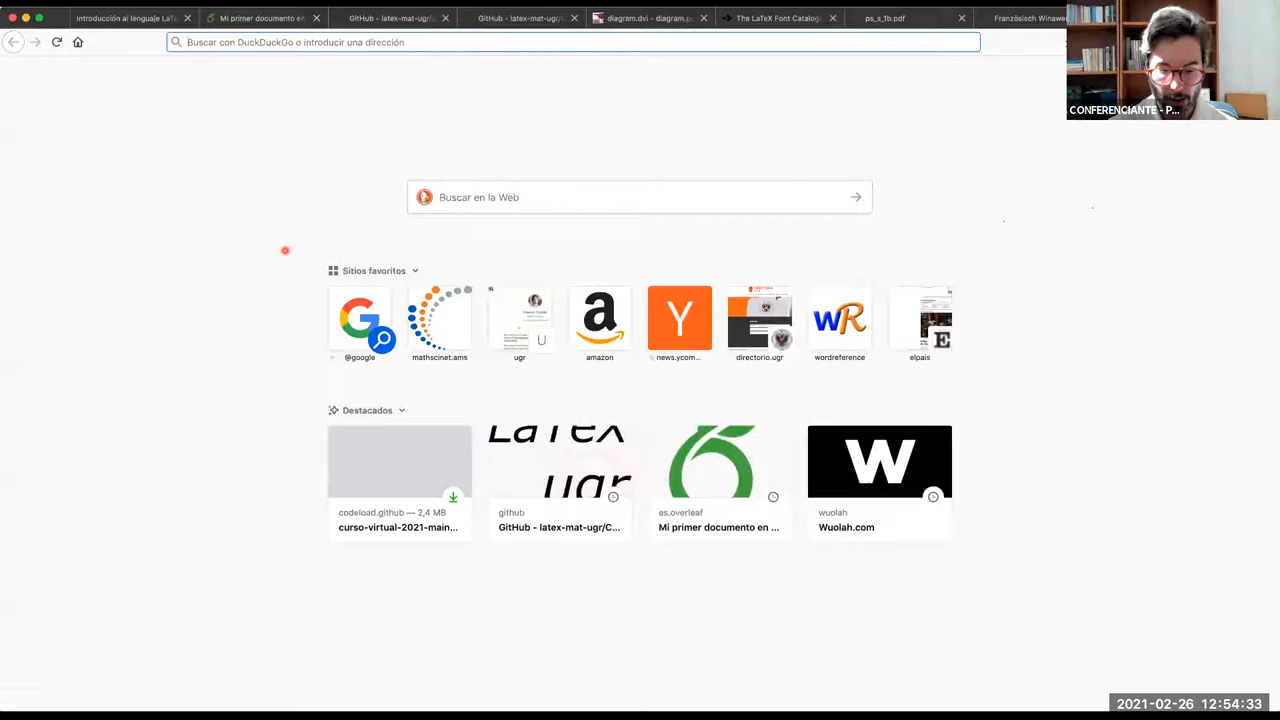 Introducción al lenguaje LaTe
Mi primer documento en
GitHub - latex-mat-ugr/
GitHub - latex-mat-ugr/C
diagram.dvi - diagram.p
The LaTeX Font Catalog
ps_s_1b.pdf
Französisch Winawe
Buscar con DuckDuckGo o introducir una dirección
CONFERENCIANTE - P...
Buscar en la Web
Sitios favoritos
@google
mathscinet.ams
ugr
amazon
news.ycom...
directorio.ugr
wordreference
elpais
Destacados
LaTex
ugr
W
codeload.github — 2,4 MB
curso-virtual-2021-main...
github
GitHub - latex-mat-ugr/C...
es.overleaf
Mi primer documento en ...
wuolah
Wuolah.com
2021-02-26 12:54:33